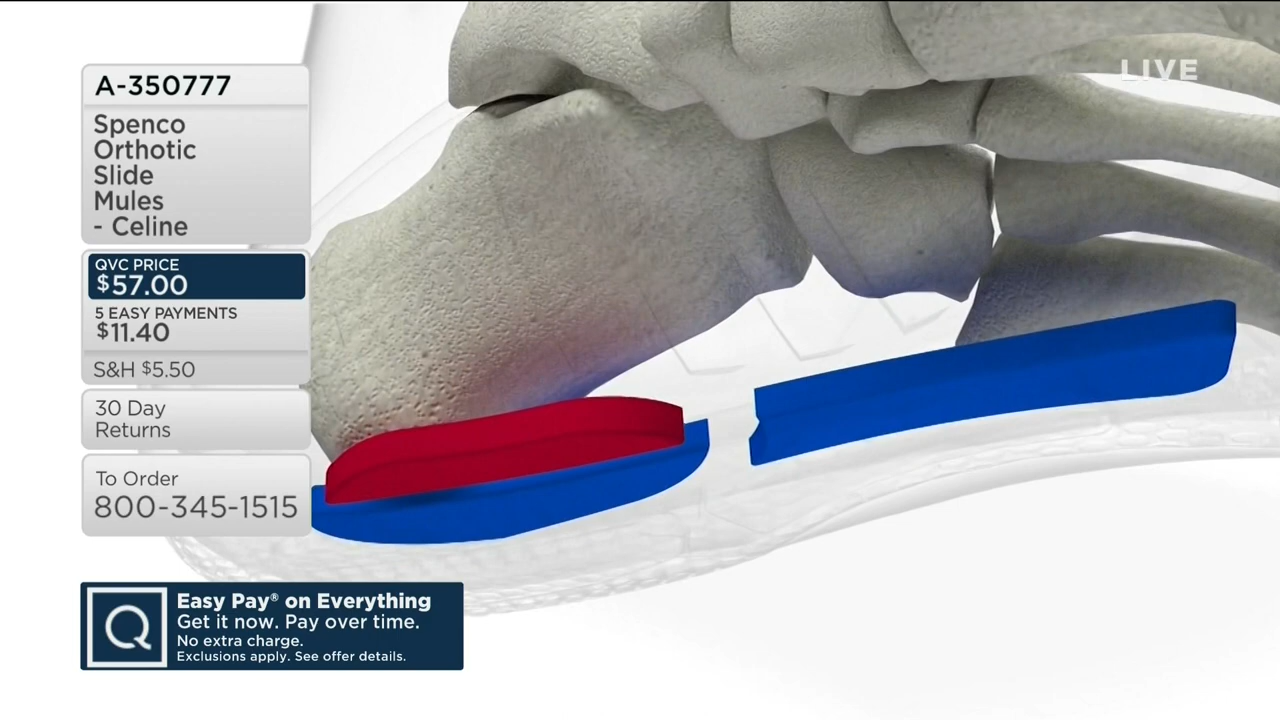 LIVE
A-350777
Spenco
Orthotic
Slide
Mules
- Celine
QVC PRICE
$57.00
5 EASY PAYMENTS
$11.40
S&H $5.50
30 Day
Returns
To Order
800-345-1515
Q
Easy Pay® on Everything
Get it now. Pay over time.
No extra charge.
Exclusions apply. See offer details.